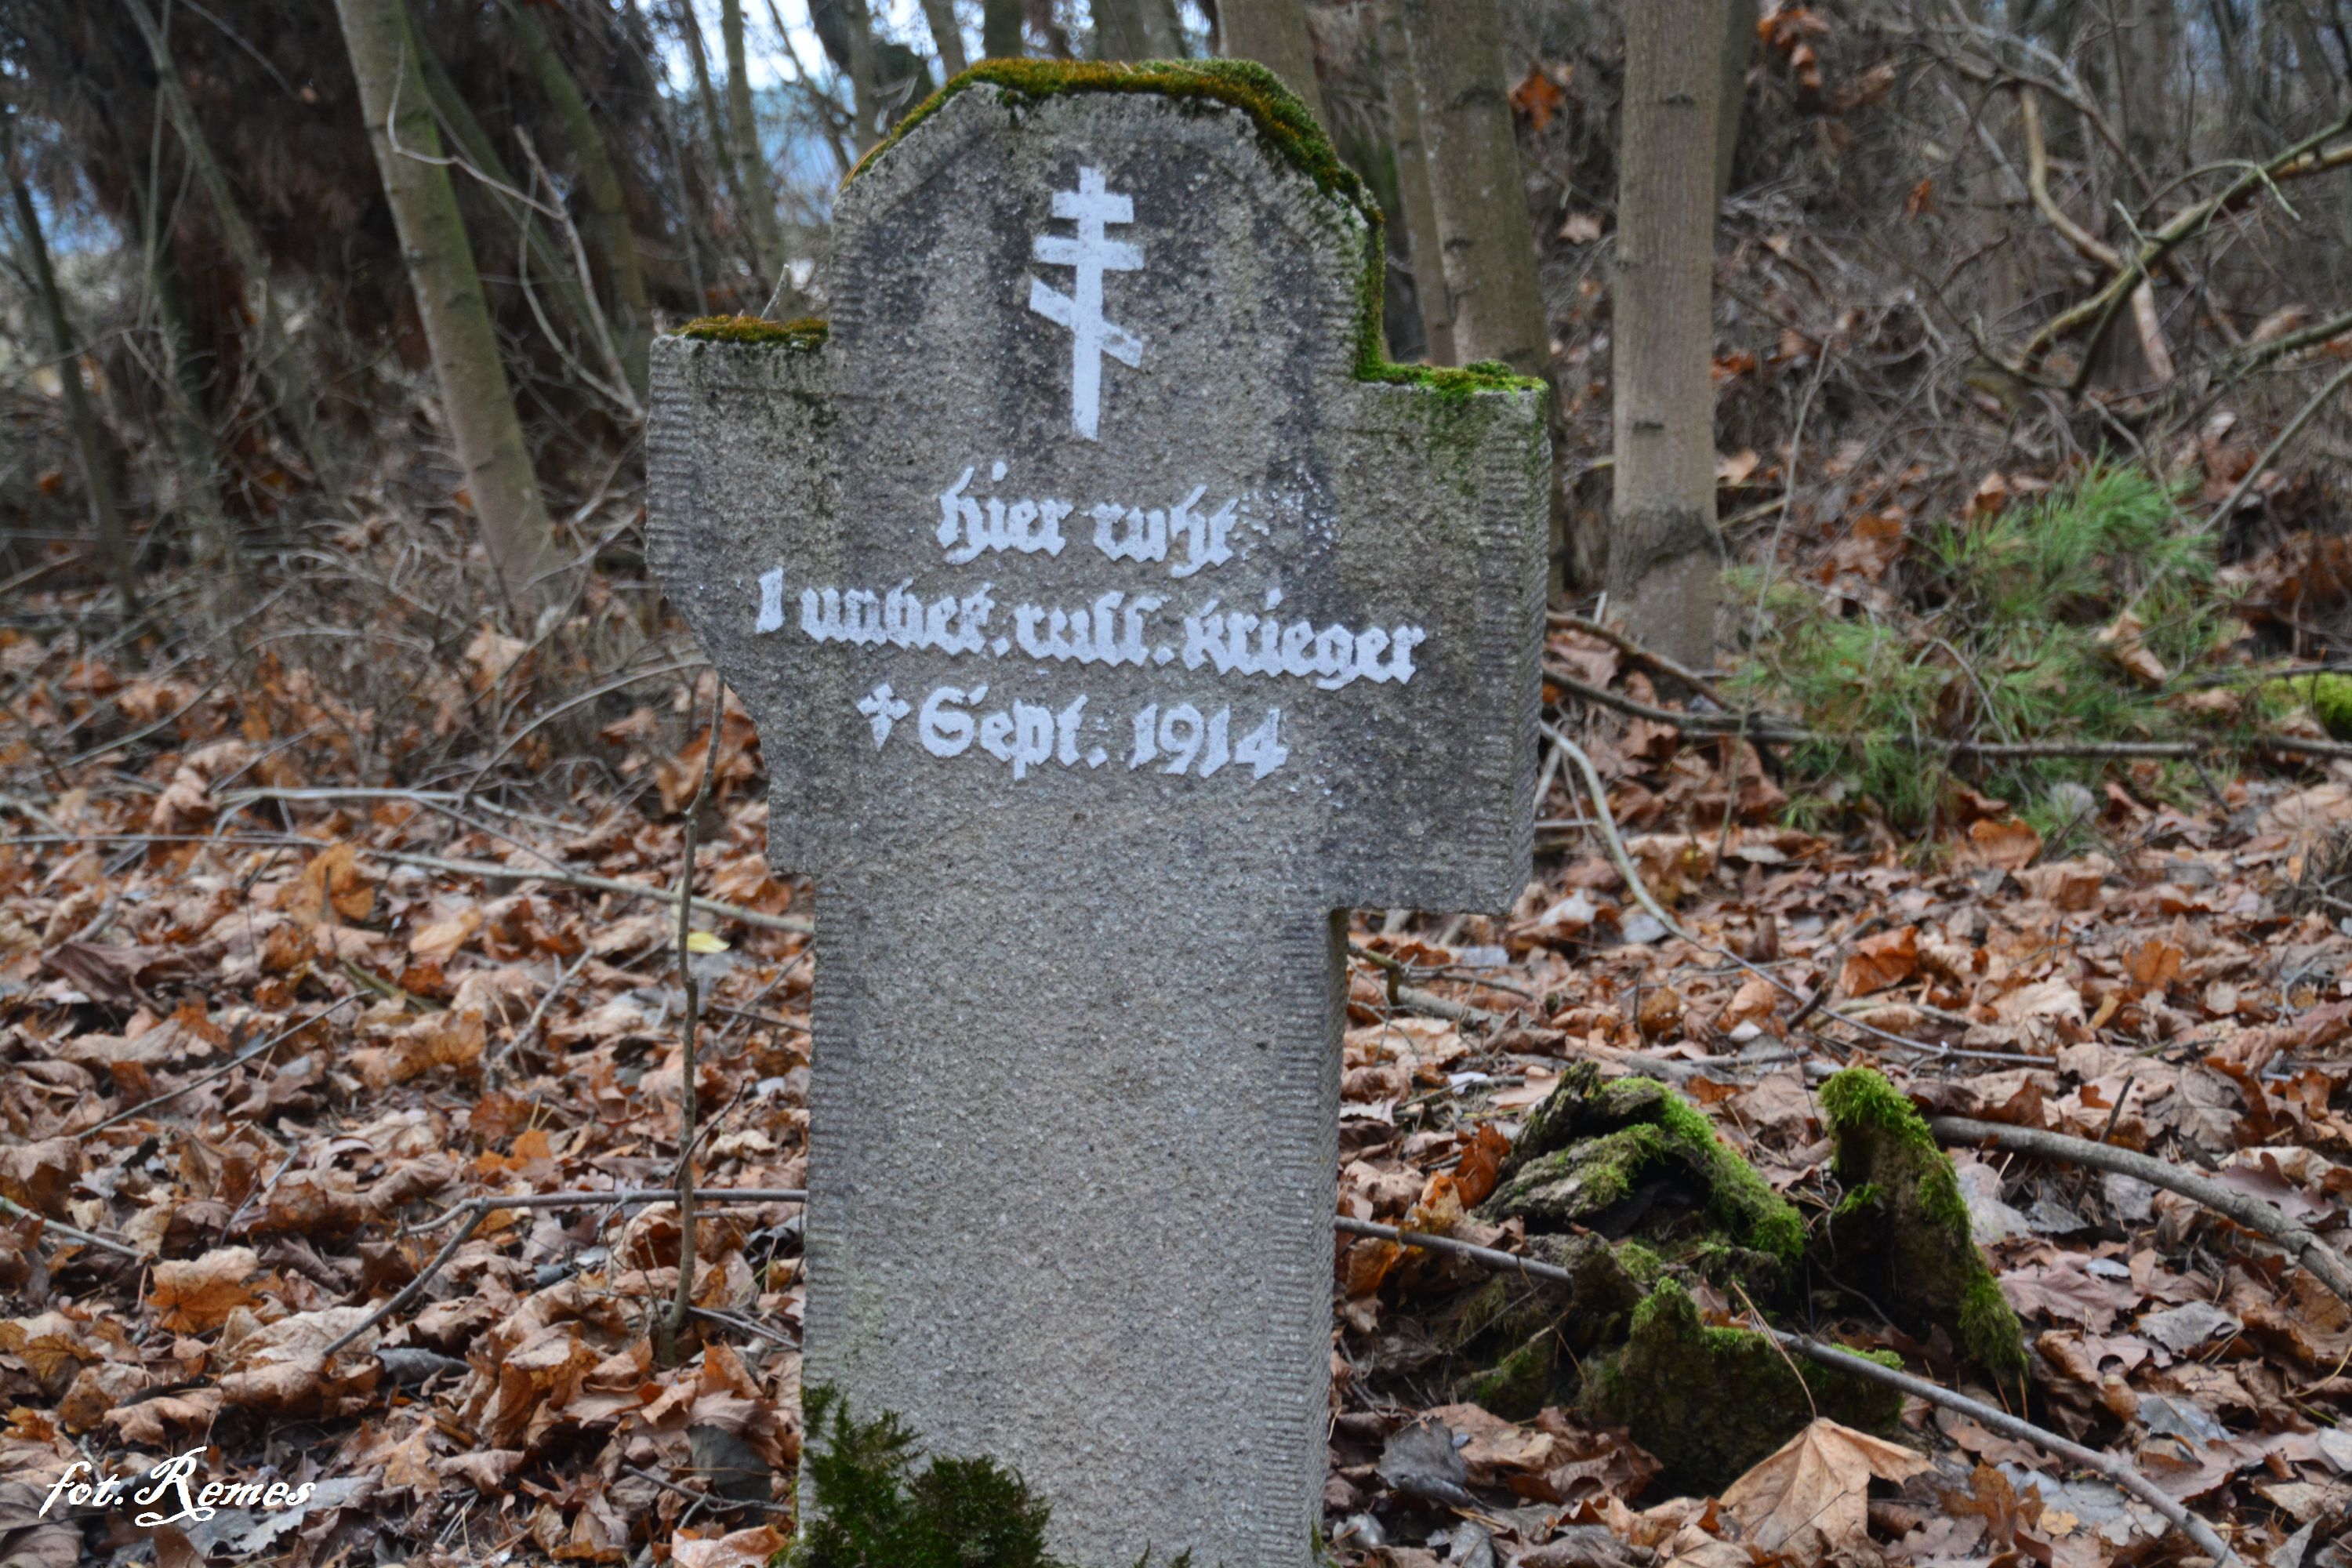 Hier ruht
1 unbek. russ. Krieger
✝ Sept. 1914
fot. Remes